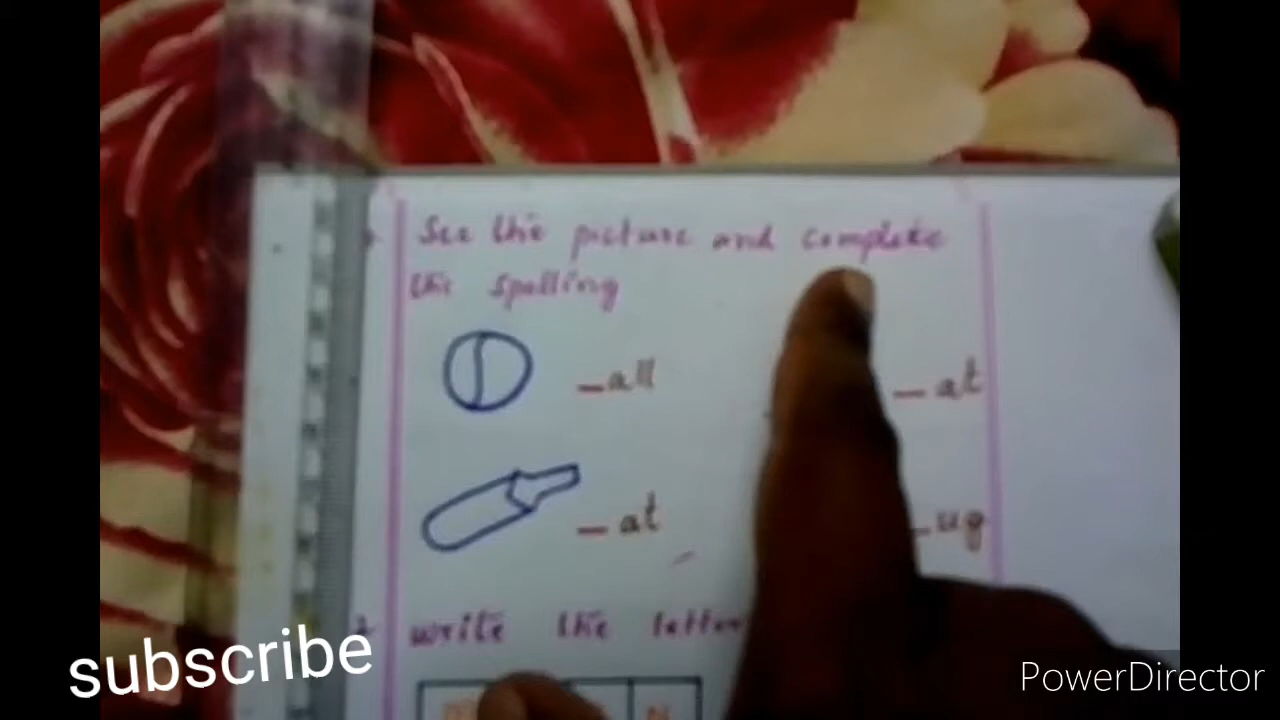 See the picture and complete
the spelling
_all
_at
_at
_ug
write the letter
subscribe
PowerDirector